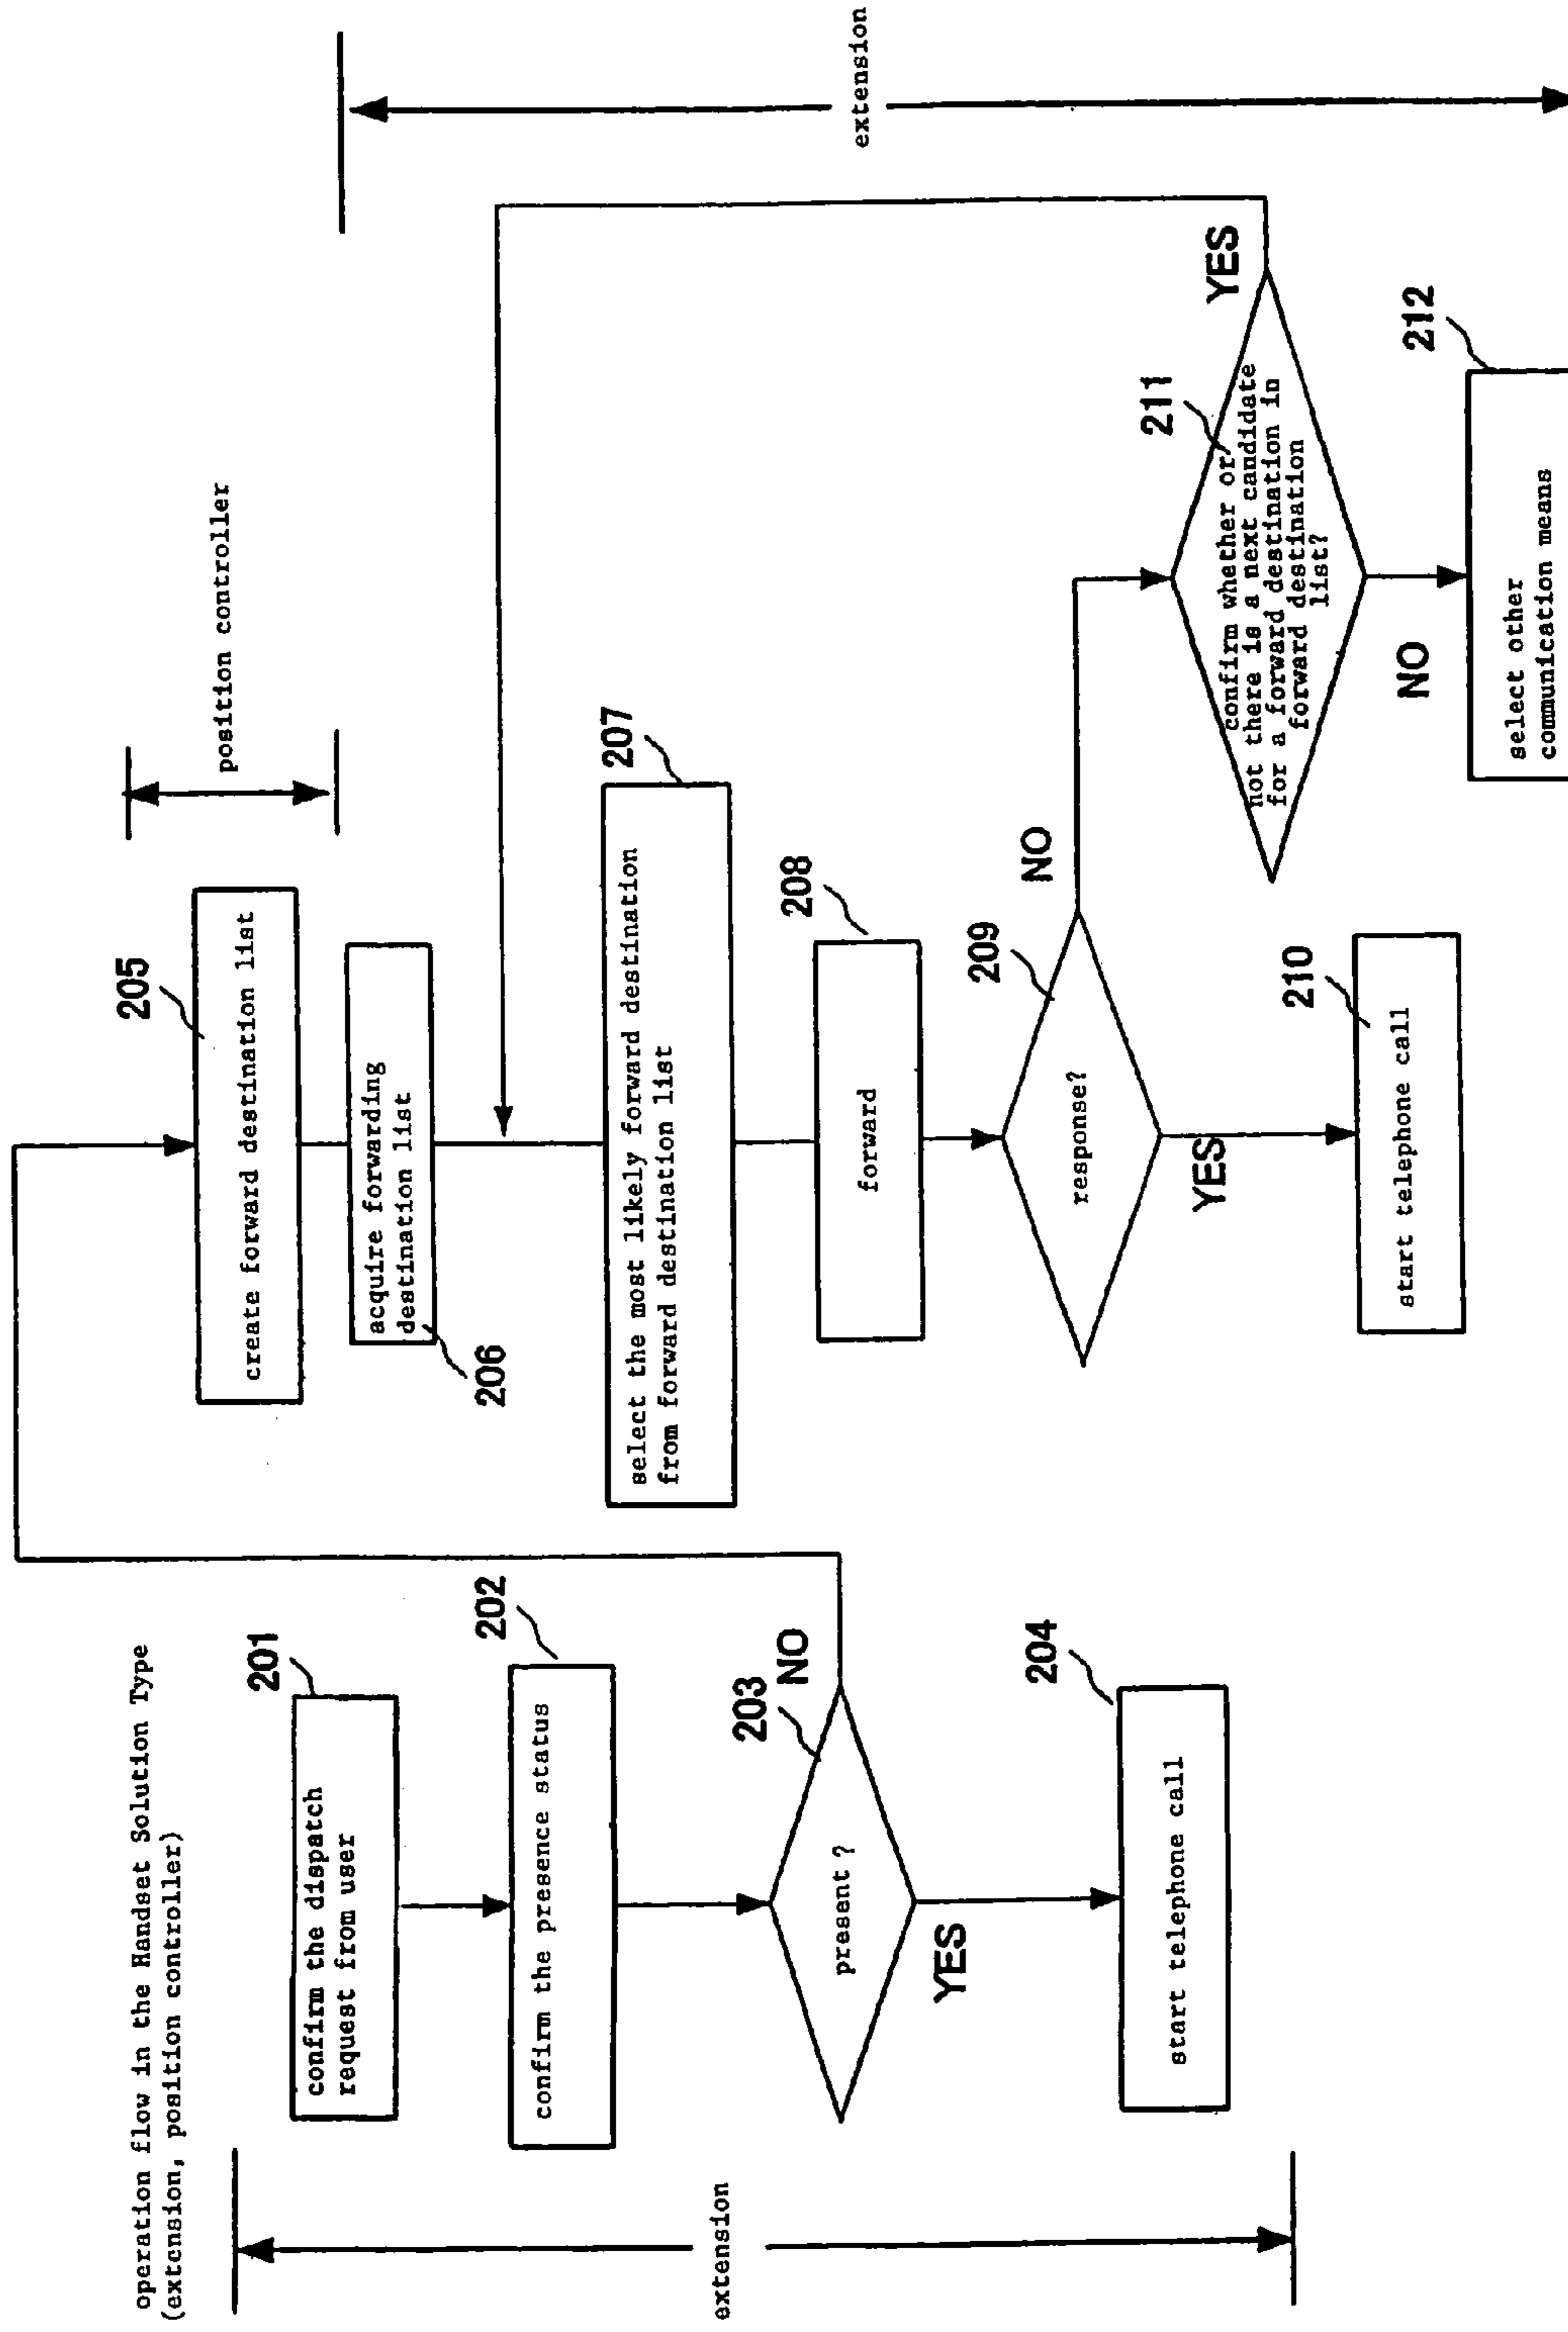 operation flow in the Handset Solution Type
(extension, position controller)
extension
201
confirm the dispatch
request from user
202
confirm the presence status
203
present ?
NO
YES
204
start telephone call
205
create forward destination list
position controller
206
acquire forwarding
destination list
207
select the most likely forward destination
from forward destination list
208
forward
209
response?
NO
YES
210
start telephone call
211
confirm whether or
not there is a next candidate
for a forward destination in
forward destination
list?
YES
NO
212
select other
communication means
extension